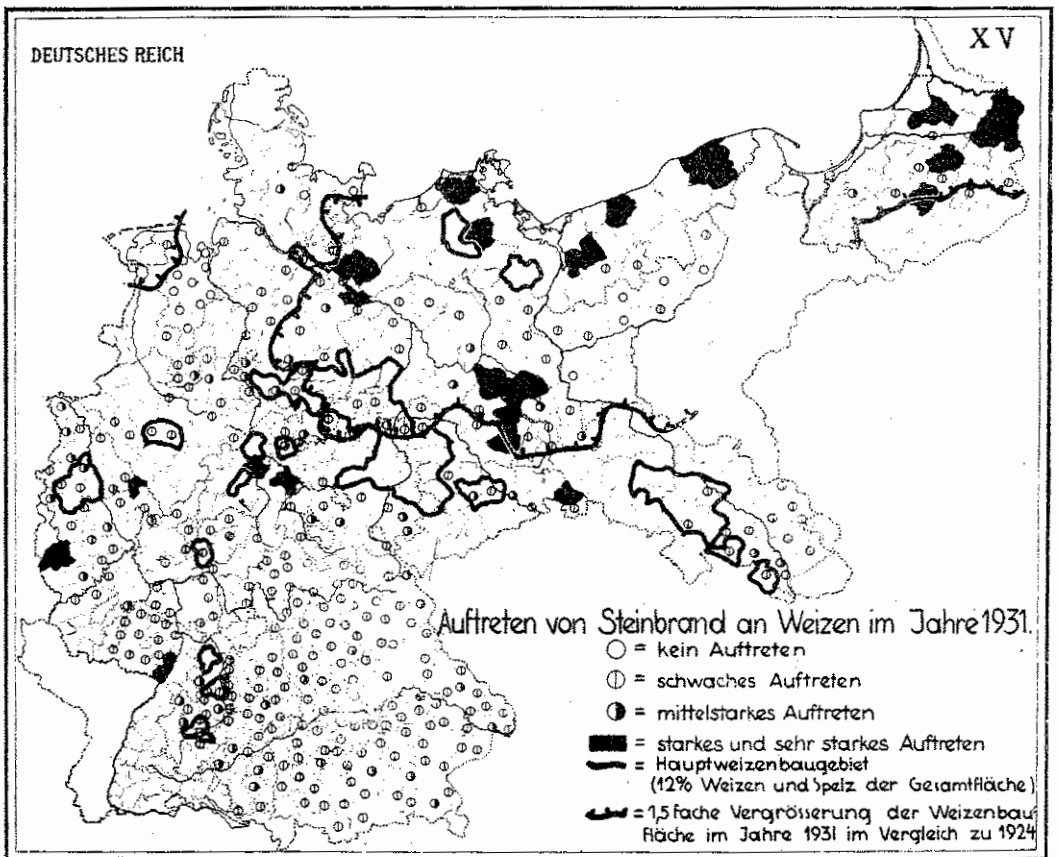 DEUTSCHES REICH
XV
Auftreten von Steinbrand an Weizen im Jahre 1931.
○ = kein Auftreten
⦶ = schwaches Auftreten
◑ = mittelstarkes Auftreten
= starkes und sehr starkes Auftreten
= Hauptweizenbaugebiet
(12% Weizen und Spelz der Gesamtfläche)
= 1,5 fache Vergrösserung der Weizenbau
fläche im Jahre 1931 im Vergleich zu 1924